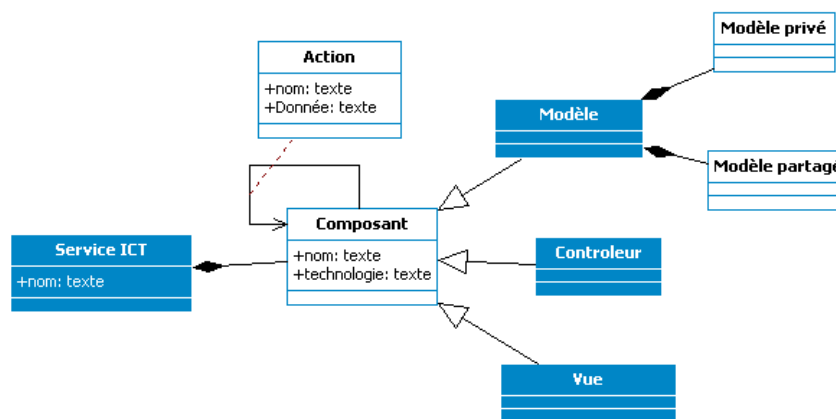 Modèle privé
Action
+nom: texte
+Donnée: texte
Modèle
Modèle partagé
Composant
+nom: texte
+technologie: texte
Service ICT
+nom: texte
Controleur
Vue